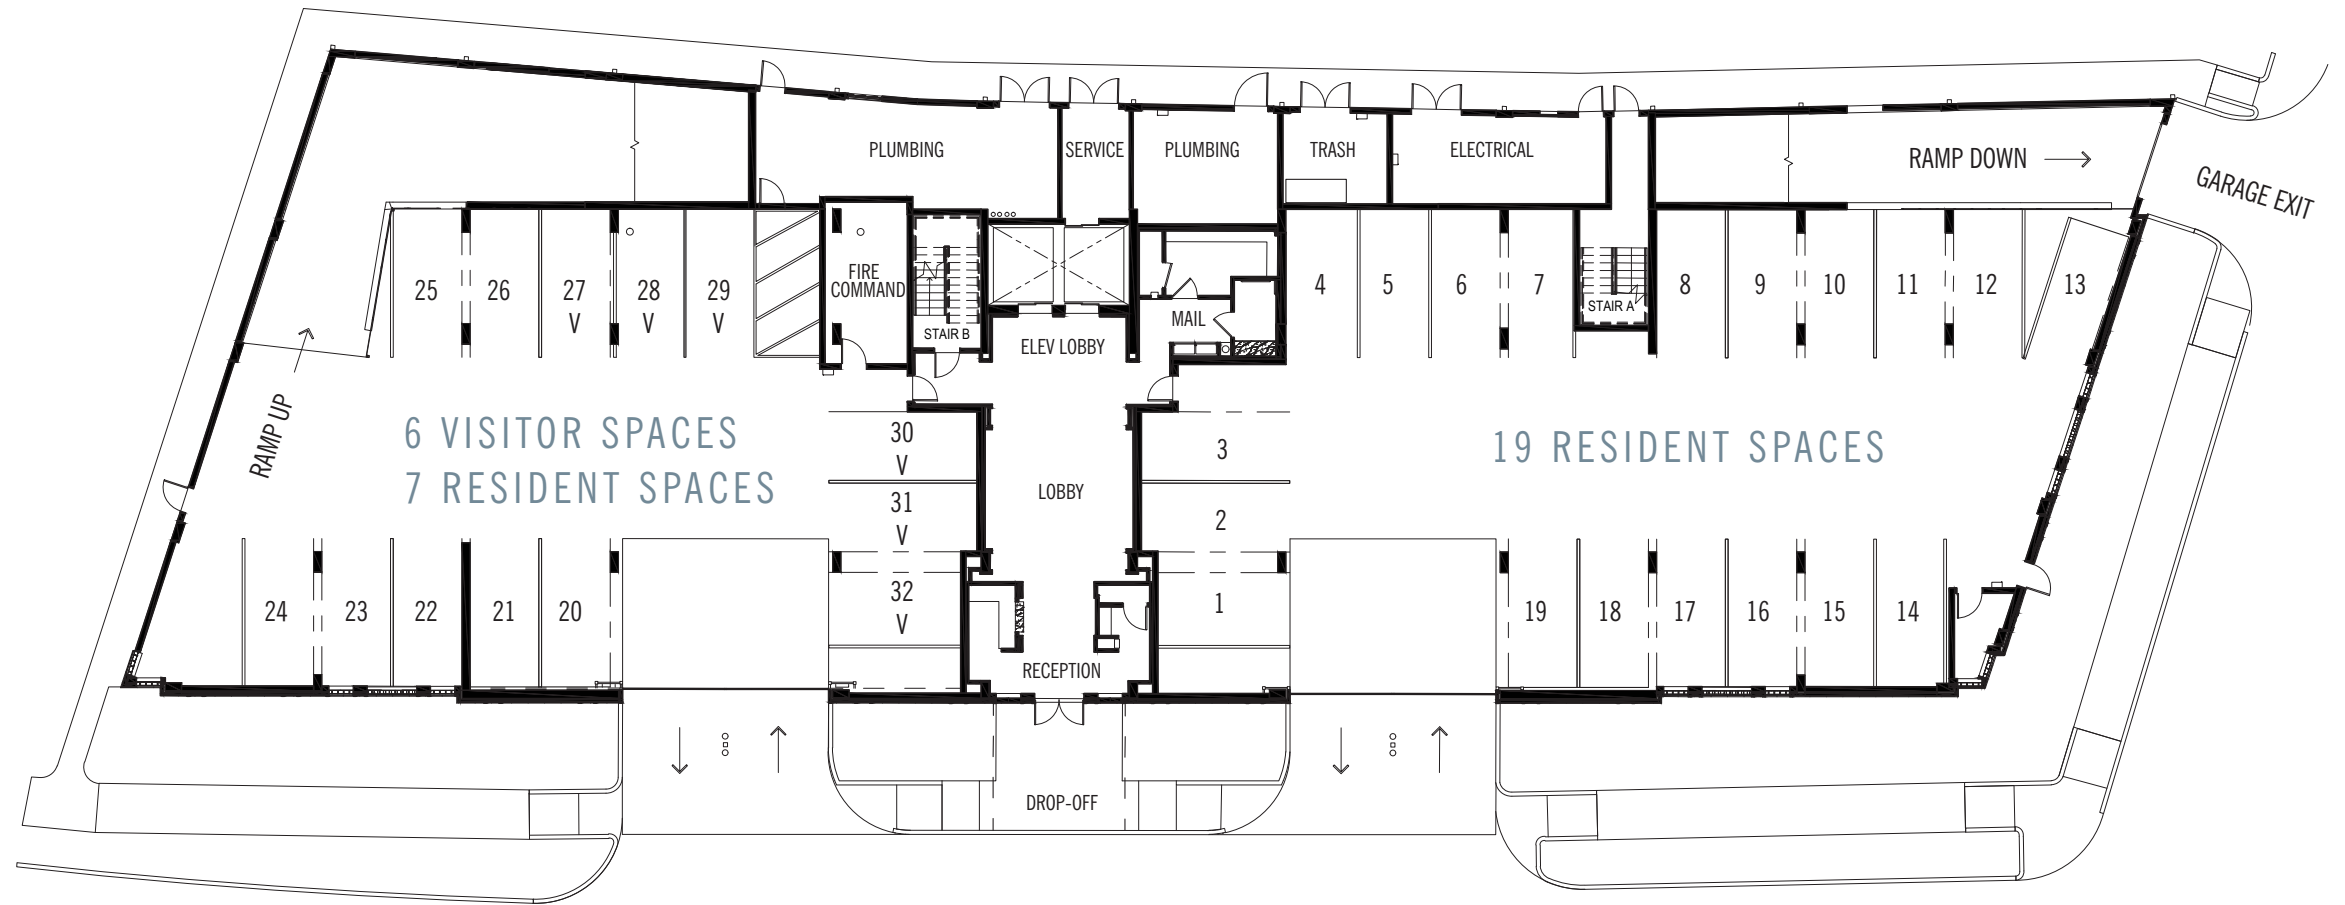 PLUMBING
SERVICE
PLUMBING
TRASH
ELECTRICAL
RAMP DOWN
GARAGE EXIT
25
26
27
V
28
V
29
V
FIRE
COMMAND
STAIR B
ELEV LOBBY
MAIL
4
5
6
7
STAIR A
8
9
10
11
12
13
RAMP UP
6 VISITOR SPACES
7 RESIDENT SPACES
30
V
31
V
32
V
LOBBY
3
2
1
19 RESIDENT SPACES
24
23
22
21
20
RECEPTION
19
18
17
16
15
14
DROP-OFF